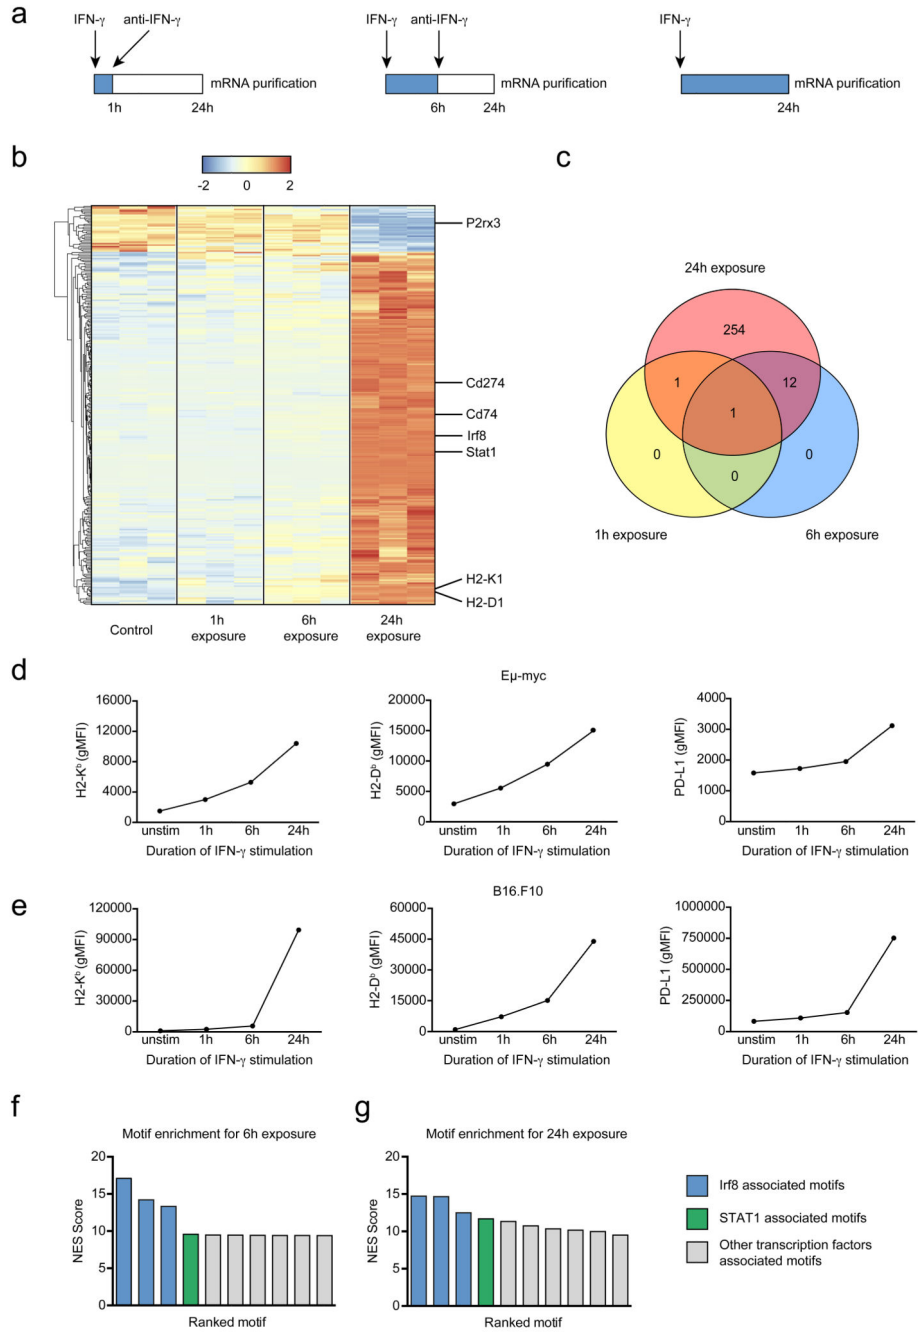 a
IFN-γ anti-IFN-γ
mRNA purification
1h 24h
IFN-γ anti-IFN-γ
mRNA purification
6h 24h
IFN-γ
mRNA purification
24h
b
-2 0 2
P2rx3
Cd274
Cd74
Irf8
Stat1
H2-K1
H2-D1
Control
1h
exposure
6h
exposure
24h
exposure
c
24h exposure
254
1
12
1
0
0
0
1h exposure
6h exposure
d
Eμ-myc
H2-Kᵇ (gMFI)
16000
12000
8000
4000
0
unstim 1h 6h 24h
Duration of IFN-γ stimulation
H2-Dᵇ (gMFI)
20000
15000
10000
5000
0
unstim 1h 6h 24h
Duration of IFN-γ stimulation
PD-L1 (gMFI)
4000
3000
2000
1000
0
unstim 1h 6h 24h
Duration of IFN-γ stimulation
e
B16.F10
H2-Kᵇ (gMFI)
120000
90000
60000
30000
0
unstim 1h 6h 24h
Duration of IFN-γ stimulation
H2-Dᵇ (gMFI)
60000
45000
30000
15000
0
unstim 1h 6h 24h
Duration of IFN-γ stimulation
PD-L1 (gMFI)
1000000
750000
500000
250000
0
unstim 1h 6h 24h
Duration of IFN-γ stimulation
f
Motif enrichment for 6h exposure
NES Score
20
15
10
5
0
Ranked motif
g
Motif enrichment for 24h exposure
NES Score
20
15
10
5
0
Ranked motif
Irf8 associated motifs
STAT1 associated motifs
Other transcription factors
associated motifs